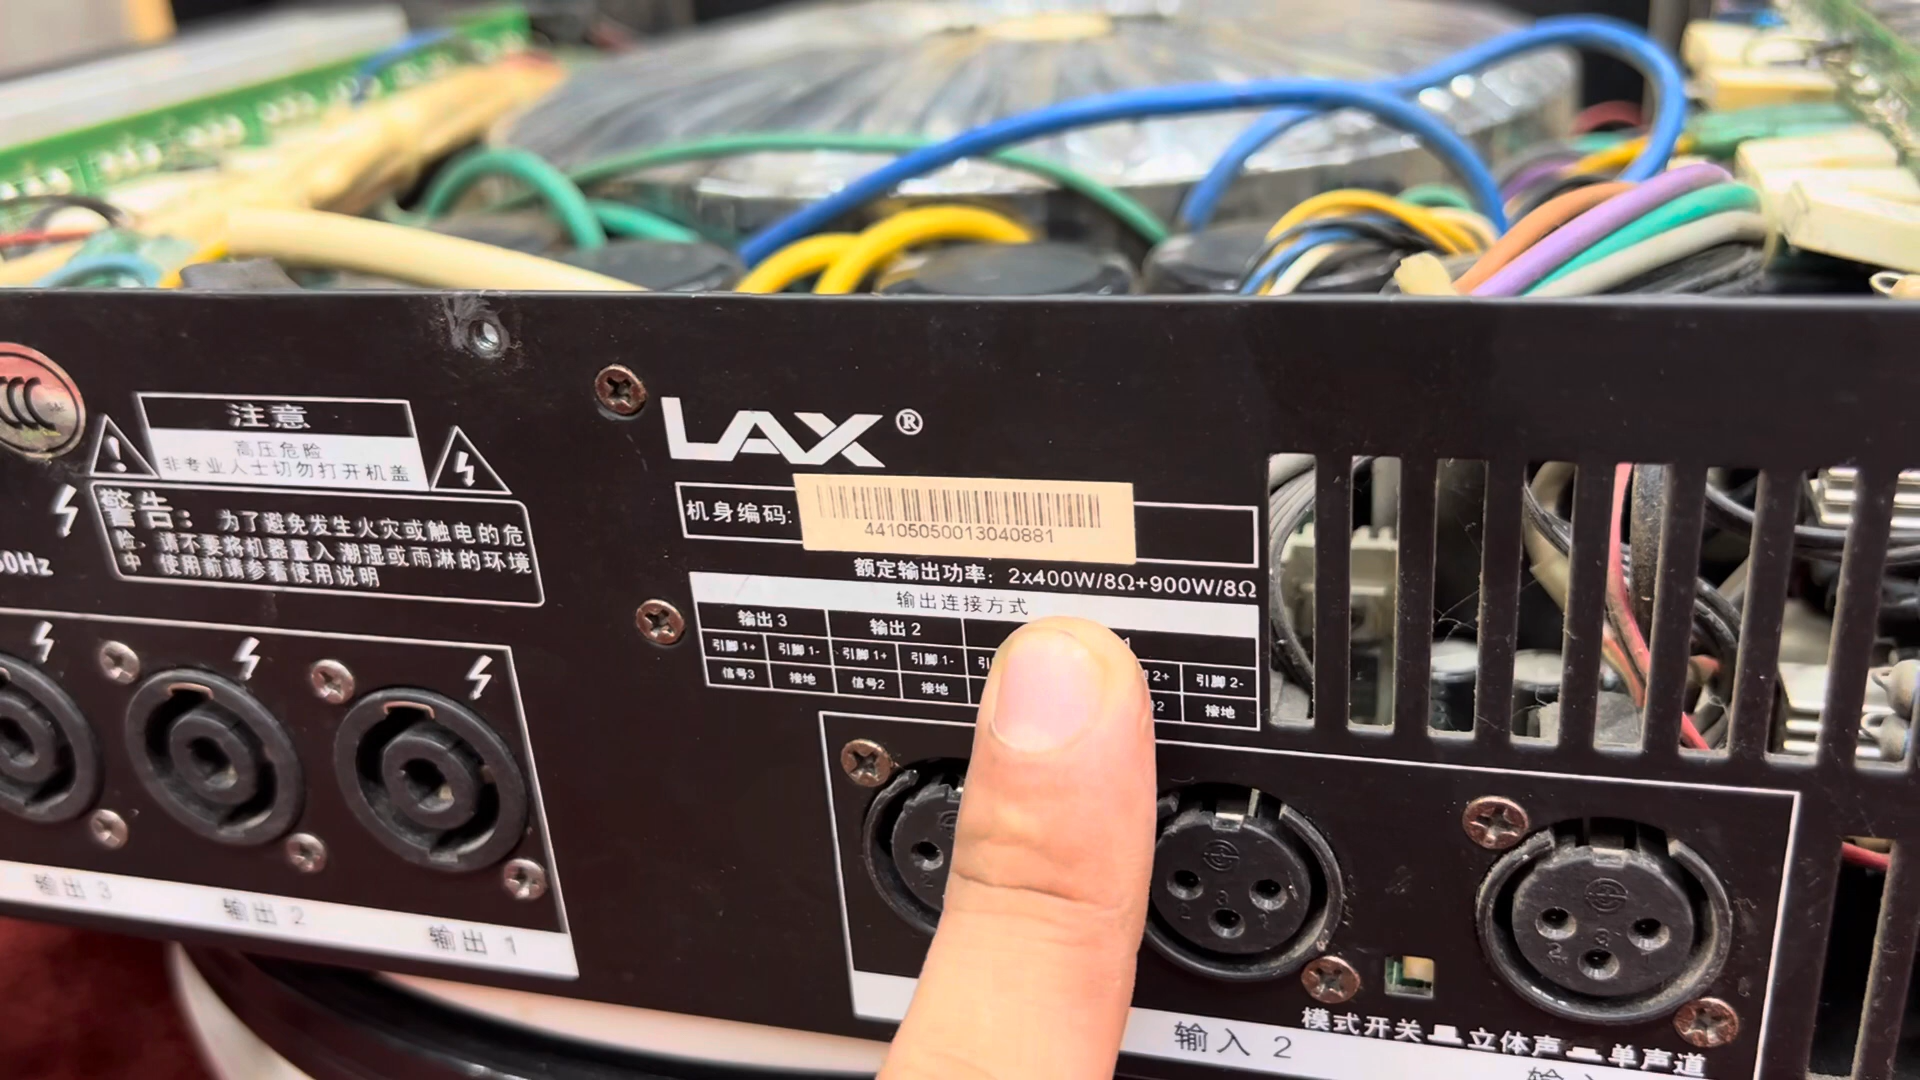 注意
高压危险
非专业人士切勿打开机盖
警告：为了避免发生火灾或触电的危
险，请不要将机器置入潮湿或雨淋的环境
中 使用前请参看使用说明
LAX®
机身编码：
44105050013040881
额定输出功率：2x400W/8Ω+900W/8Ω
输出连接方式
输出 3 输出 2
引脚 1+ 引脚 1- 引脚 1+ 引脚 1- 2+ 引脚 2-
信号3 接地 信号2 接地 接地
输出 3
输出 2
输出 1
输入 2
模式开关 立体声 单声道